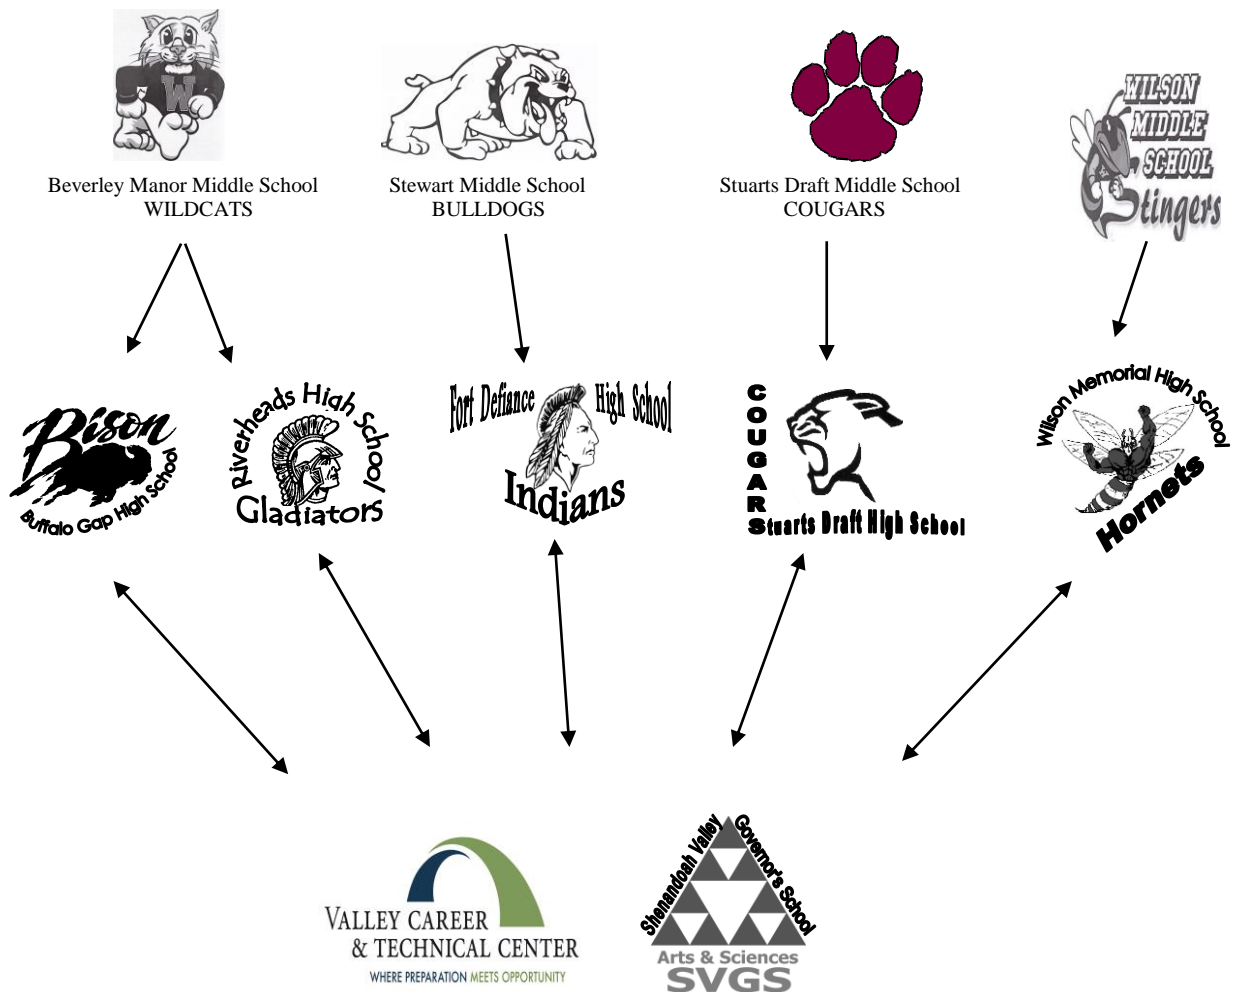 W
Beverley Manor Middle School
WILDCATS
Stewart Middle School
BULLDOGS
Stuarts Draft Middle School
COUGARS
WILSON
MIDDLE
SCHOOL
Stingers
Bison
Buffalo Gap High School
Riverheads High School
Gladiators
Fort Defiance High School
Indians
COUGARS
Stuarts Draft High School
Wilson Memorial High School
Hornets
VALLEY CAREER
& TECHNICAL CENTER
WHERE PREPARATION MEETS OPPORTUNITY
Shenandoah Valley Governor's School
Arts & Sciences
SVGS